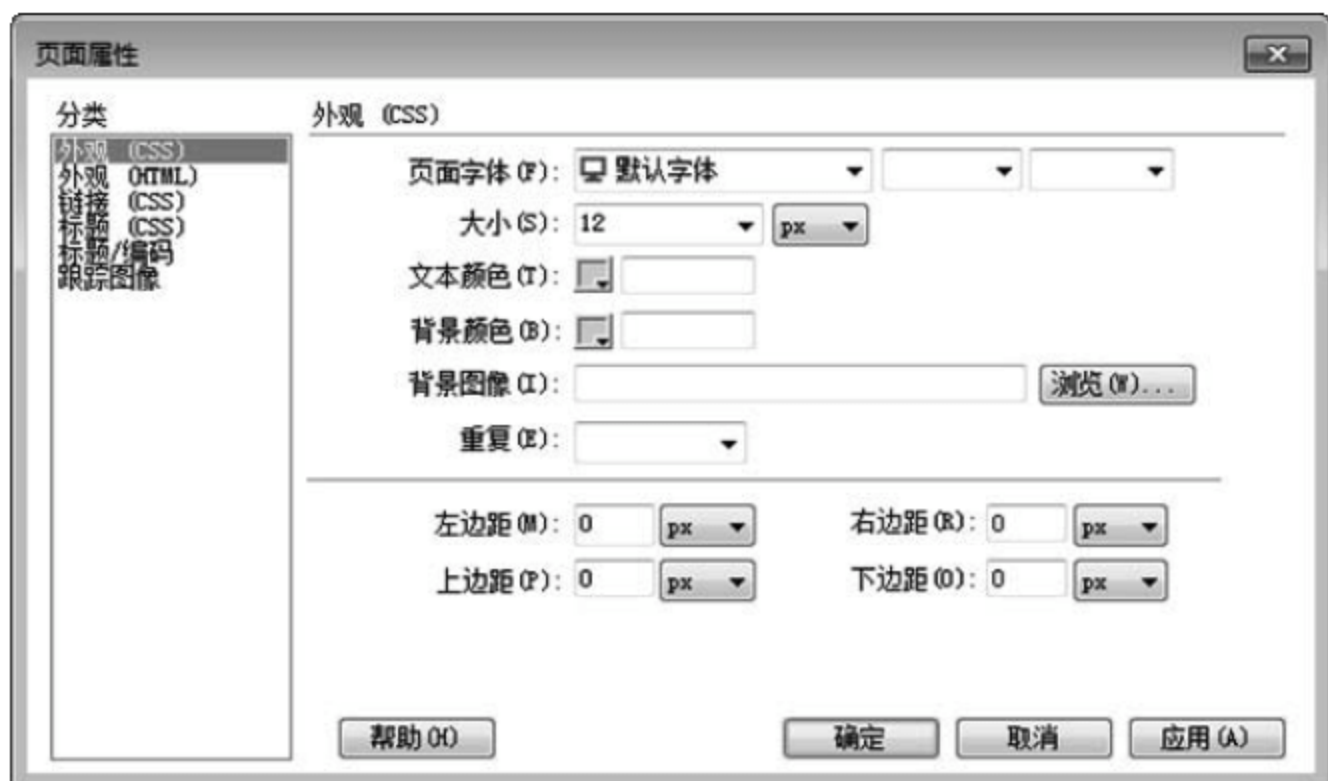 页面属性
分类
外观 (CSS)
外观 (HTML)
链接 (CSS)
标题 (CSS)
标题/编码
跟踪图像
外观 (CSS)
页面字体(F): 默认字体
大小(S): 12 px
文本颜色(T):
背景颜色(B):
背景图像(I): 浏览(W)...
重复(E):
左边距(M): 0 px 右边距(R): 0 px
上边距(P): 0 px 下边距(O): 0 px
帮助(H) 确定 取消 应用(A)